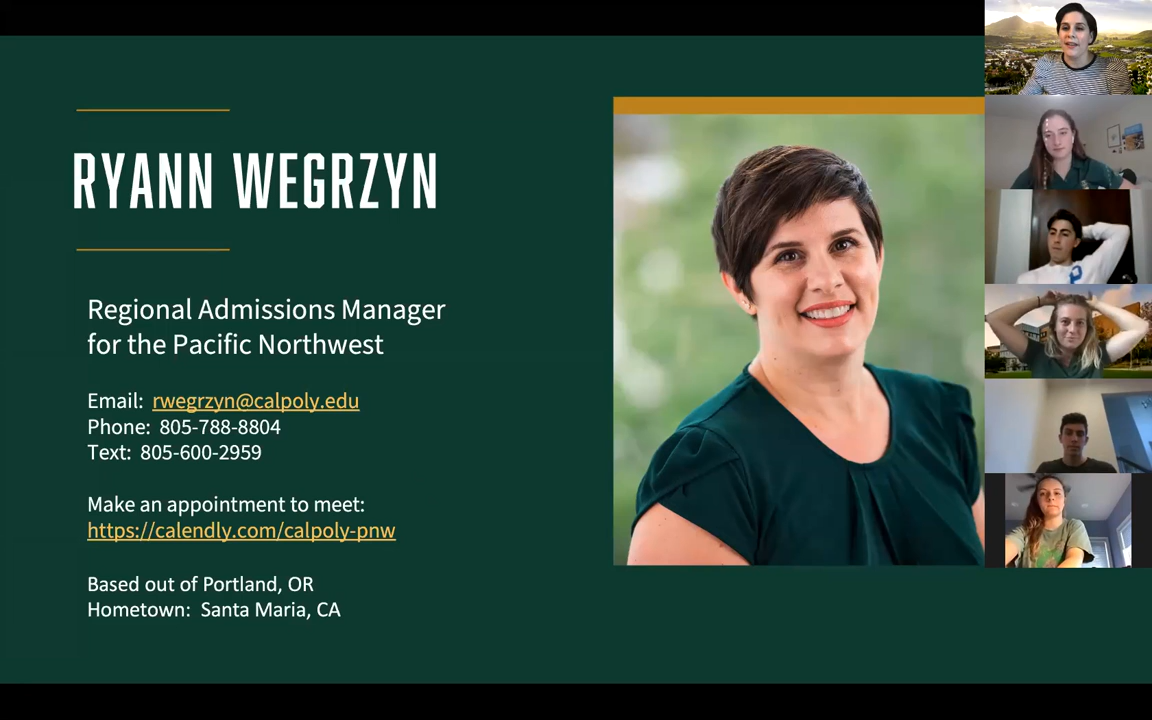 RYANN WEGRZYN
Regional Admissions Manager
for the Pacific Northwest
Email: rwegrzyn@calpoly.edu
Phone: 805-788-8804
Text: 805-600-2959
Make an appointment to meet:
https://calendly.com/calpoly-pnw
Based out of Portland, OR
Hometown: Santa Maria, CA